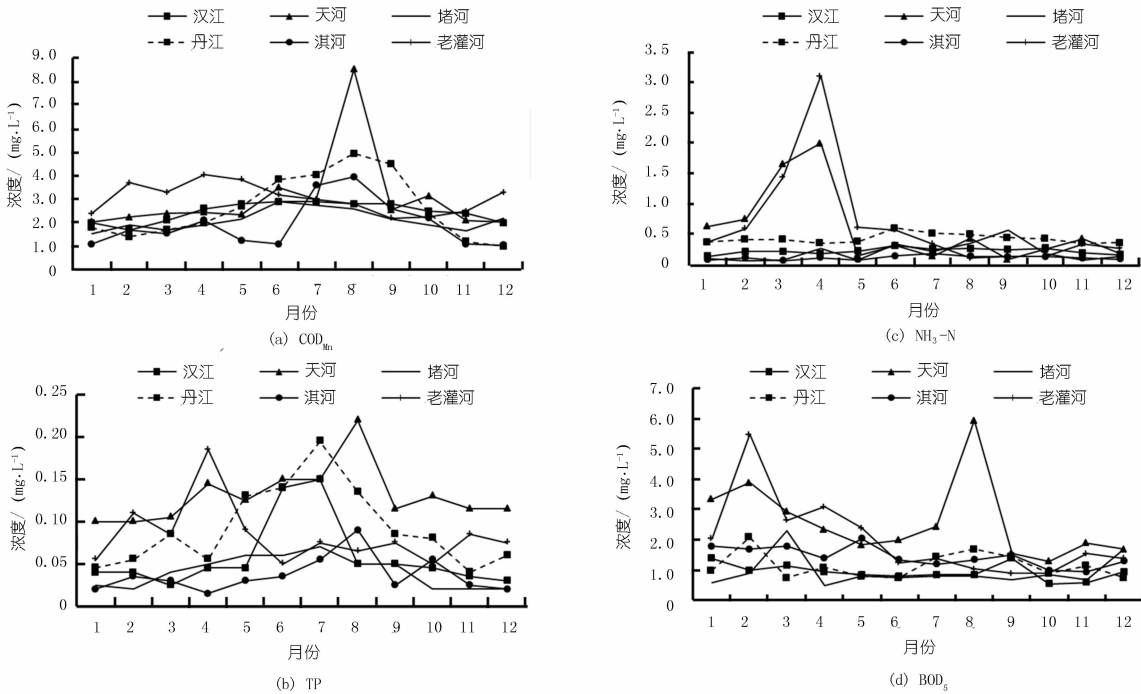 汉江 天河 堵河
丹江 淇河 老灌河
浓度/ (mg·L⁻¹)
9.0
8.0
7.0
6.0
5.0
4.0
3.0
2.0
1.0
0
1 2 3 4 5 6 7 8 9 10 11 12
月份
(a) COD_Mn
汉江 天河 堵河
丹江 淇河 老灌河
浓度/ (mg·L⁻¹)
3.5
3.0
2.5
2.0
1.5
1.0
0.5
0
1 2 3 4 5 6 7 8 9 10 11 12
月份
(c) NH₃-N
汉江 天河 堵河
丹江 淇河 老灌河
浓度/ (mg·L⁻¹)
0.25
0.20
0.15
0.10
0.05
0
1 2 3 4 5 6 7 8 9 10 11 12
月份
(b) TP
汉江 天河 堵河
丹江 淇河 老灌河
浓度/ (mg·L⁻¹)
7.0
6.0
5.0
4.0
3.0
2.0
1.0
0
1 2 3 4 5 6 7 8 9 10 11 12
月份
(d) BOD₅